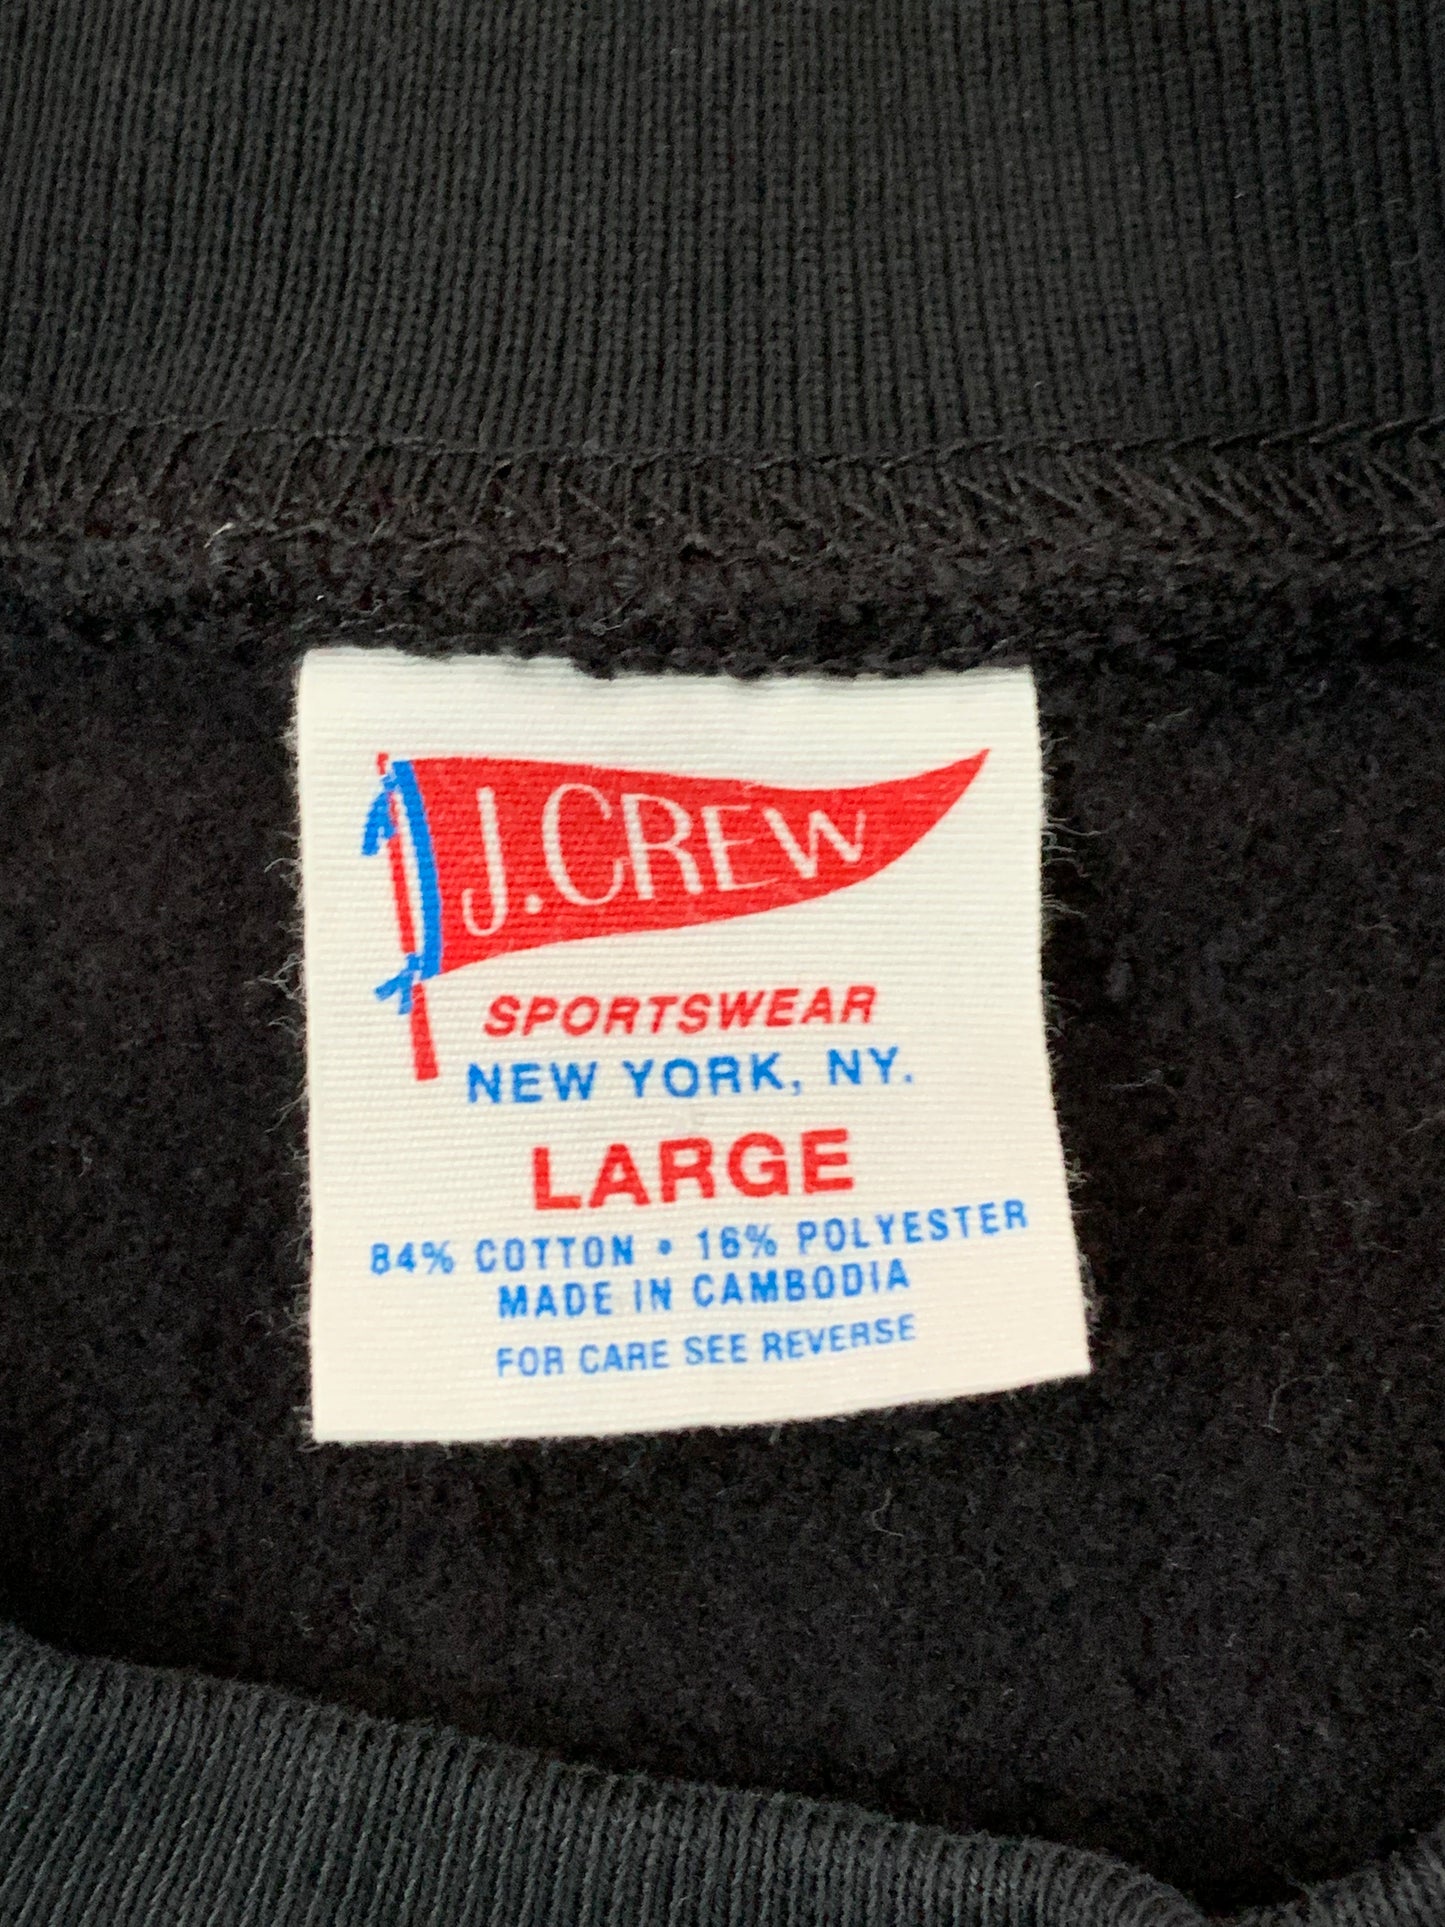 J.CREW
SPORTSWEAR
NEW YORK, NY.
LARGE
84% COTTON • 16% POLYESTER
MADE IN CAMBODIA
FOR CARE SEE REVERSE